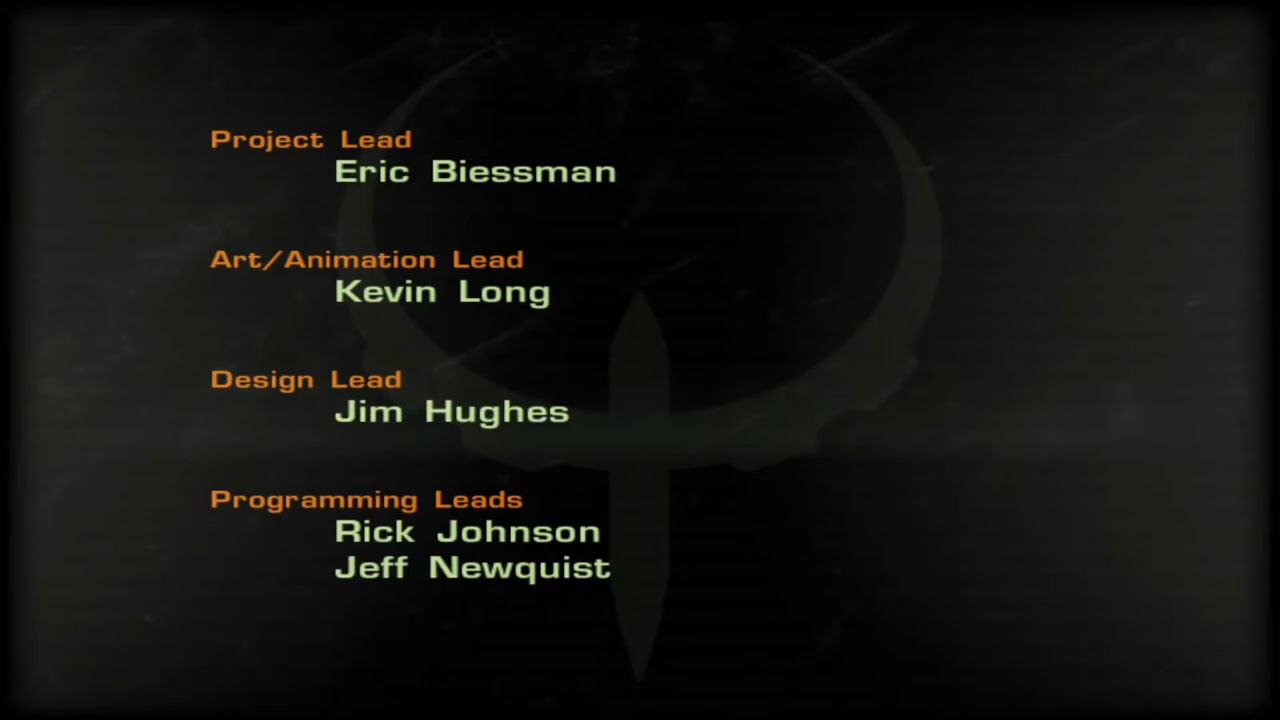 Project Lead
Eric Biessman
Art/Animation Lead
Kevin Long
Design Lead
Jim Hughes
Programming Leads
Rick Johnson
Jeff Newquist